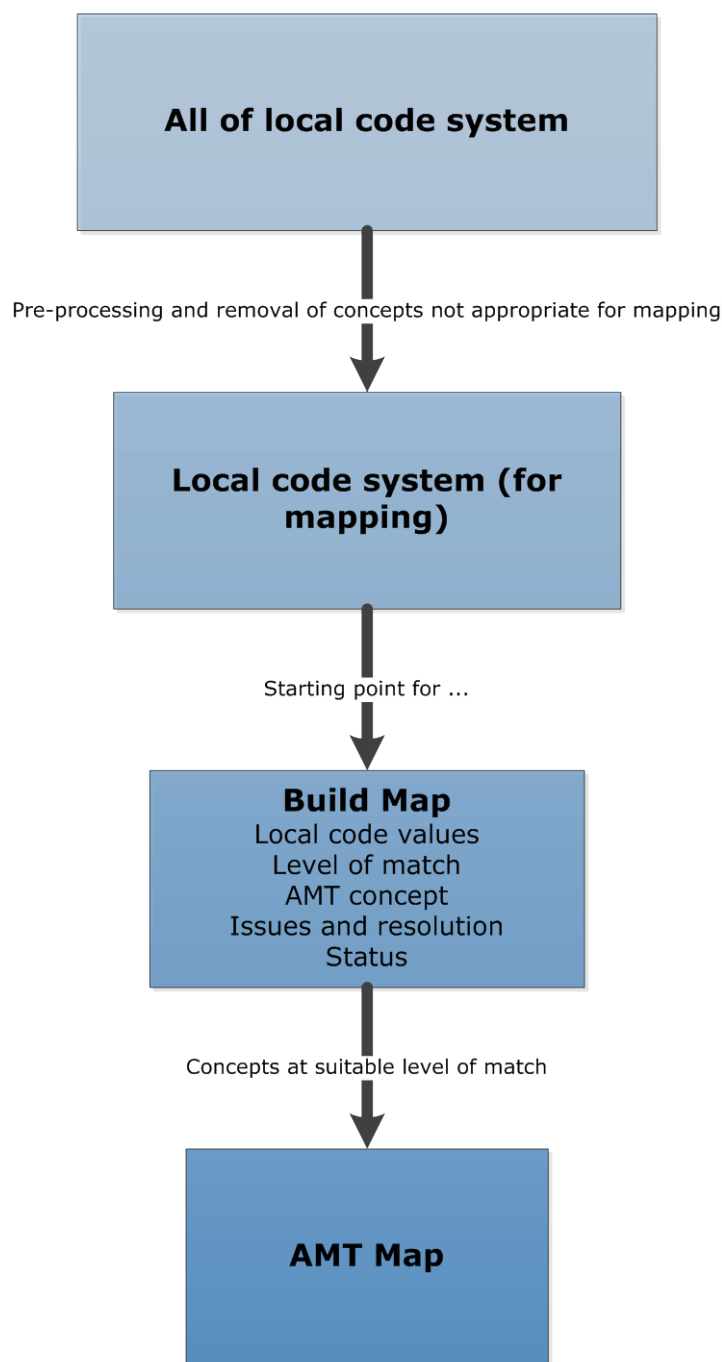 All of local code system
Pre-processing and removal of concepts not appropriate for mapping
Local code system (for
mapping)
Starting point for ...
Build Map
Local code values
Level of match
AMT concept
Issues and resolution
Status
Concepts at suitable level of match
AMT Map